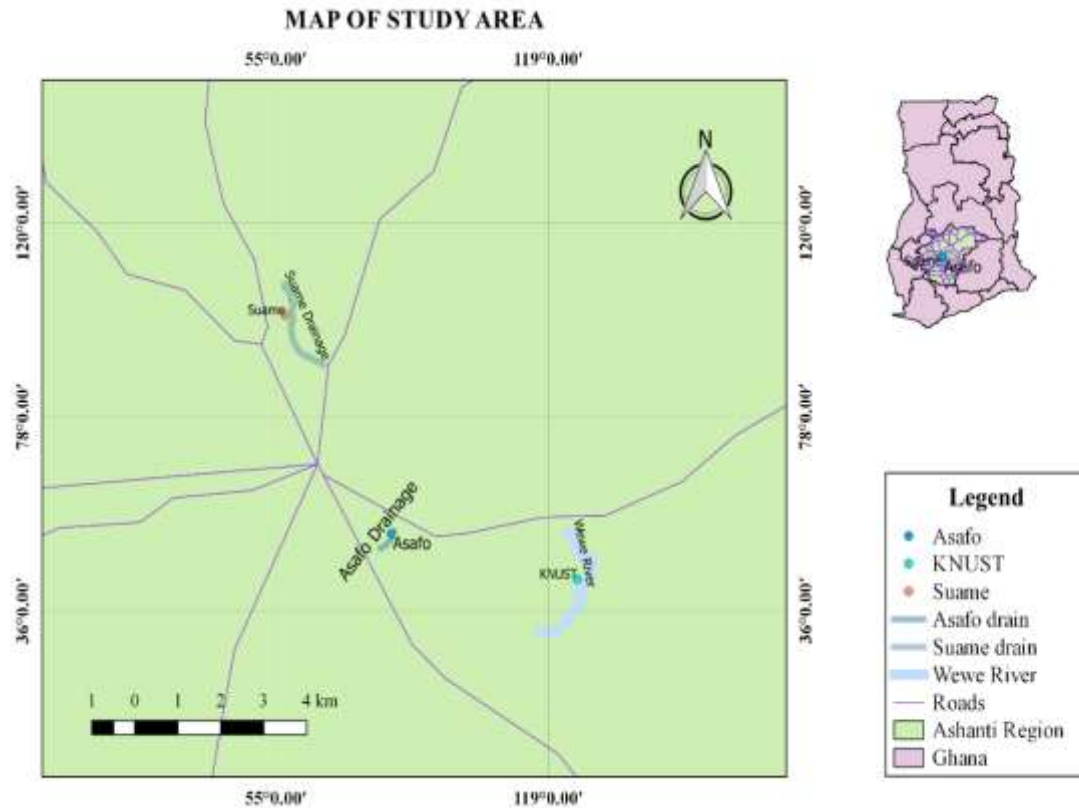 MAP OF STUDY AREA
55°0.00'
119°0.00'
N
120°0.00'
120°0.00'
Suame Drainage
Suame
Asafo
78°0.00'
78°0.00'
Asafo Drainage
Asafo
Wewe River
KNUST
36°0.00'
36°0.00'
1 0 1 2 3 4 km
55°0.00'
119°0.00'
Legend
Asafo
KNUST
Suame
Asafo drain
Suame drain
Wewe River
Roads
Ashanti Region
Ghana